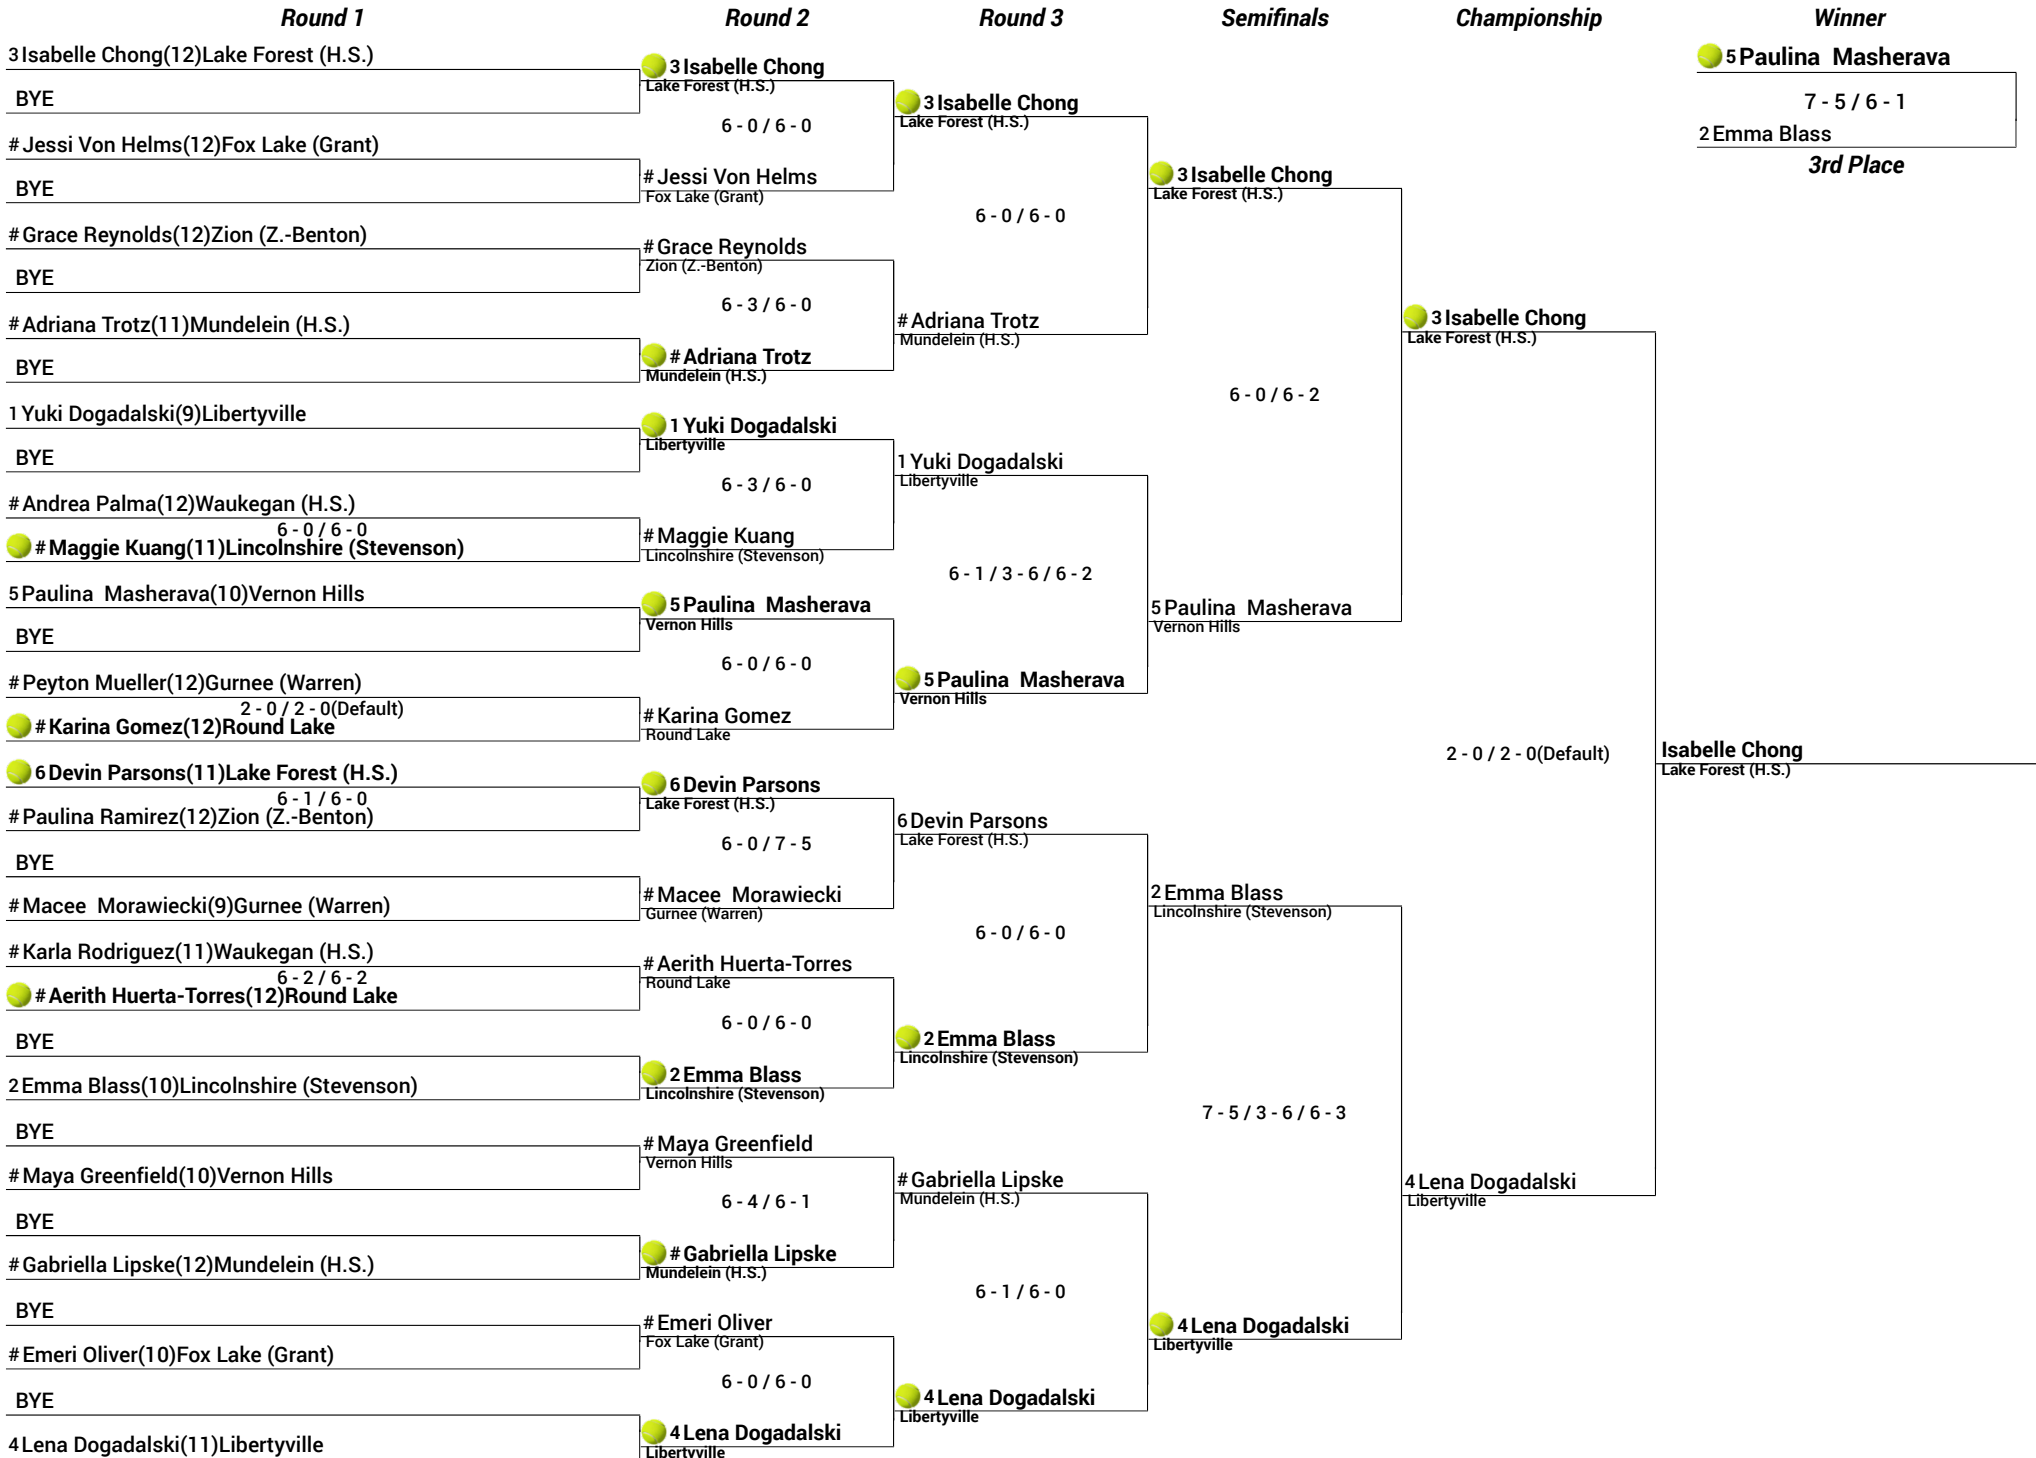 Round 1
Round 2
Round 3
Semifinals
Championship
Winner
3 Isabelle Chong(12)Lake Forest (H.S.)
BYE
# Jessi Von Helms(12)Fox Lake (Grant)
BYE
# Grace Reynolds(12)Zion (Z.-Benton)
BYE
# Adriana Trotz(11)Mundelein (H.S.)
BYE
1 Yuki Dogadalski(9)Libertyville
BYE
# Andrea Palma(12)Waukegan (H.S.)
6 - 0 / 6 - 0
# Maggie Kuang(11)Lincolnshire (Stevenson)
5 Paulina  Masherava(10)Vernon Hills
BYE
# Peyton Mueller(12)Gurnee (Warren)
2 - 0 / 2 - 0(Default)
# Karina Gomez(12)Round Lake
6 Devin Parsons(11)Lake Forest (H.S.)
6 - 1 / 6 - 0
# Paulina Ramirez(12)Zion (Z.-Benton)
BYE
# Macee  Morawiecki(9)Gurnee (Warren)
# Karla Rodriguez(11)Waukegan (H.S.)
6 - 2 / 6 - 2
# Aerith Huerta-Torres(12)Round Lake
BYE
2 Emma Blass(10)Lincolnshire (Stevenson)
BYE
# Maya Greenfield(10)Vernon Hills
BYE
# Gabriella Lipske(12)Mundelein (H.S.)
BYE
# Emeri Oliver(10)Fox Lake (Grant)
BYE
4 Lena Dogadalski(11)Libertyville
3 Isabelle Chong
Lake Forest (H.S.)
6 - 0 / 6 - 0
# Jessi Von Helms
Fox Lake (Grant)
# Grace Reynolds
Zion (Z.-Benton)
6 - 3 / 6 - 0
# Adriana Trotz
Mundelein (H.S.)
1 Yuki Dogadalski
Libertyville
6 - 3 / 6 - 0
# Maggie Kuang
Lincolnshire (Stevenson)
5 Paulina  Masherava
Vernon Hills
6 - 0 / 6 - 0
# Karina Gomez
Round Lake
6 Devin Parsons
Lake Forest (H.S.)
6 - 0 / 7 - 5
# Macee  Morawiecki
Gurnee (Warren)
# Aerith Huerta-Torres
Round Lake
6 - 0 / 6 - 0
2 Emma Blass
Lincolnshire (Stevenson)
# Maya Greenfield
Vernon Hills
6 - 4 / 6 - 1
# Gabriella Lipske
Mundelein (H.S.)
# Emeri Oliver
Fox Lake (Grant)
6 - 0 / 6 - 0
4 Lena Dogadalski
Libertyville
3 Isabelle Chong
Lake Forest (H.S.)
6 - 0 / 6 - 0
# Adriana Trotz
Mundelein (H.S.)
1 Yuki Dogadalski
Libertyville
6 - 1 / 3 - 6 / 6 - 2
5 Paulina  Masherava
Vernon Hills
6 Devin Parsons
Lake Forest (H.S.)
6 - 0 / 6 - 0
2 Emma Blass
Lincolnshire (Stevenson)
# Gabriella Lipske
Mundelein (H.S.)
6 - 1 / 6 - 0
4 Lena Dogadalski
Libertyville
3 Isabelle Chong
Lake Forest (H.S.)
6 - 0 / 6 - 2
5 Paulina  Masherava
Vernon Hills
2 Emma Blass
Lincolnshire (Stevenson)
7 - 5 / 3 - 6 / 6 - 3
4 Lena Dogadalski
Libertyville
3 Isabelle Chong
Lake Forest (H.S.)
2 - 0 / 2 - 0(Default)
4 Lena Dogadalski
Libertyville
5 Paulina  Masherava
7 - 5 / 6 - 1
2 Emma Blass
3rd Place
Isabelle Chong
Lake Forest (H.S.)